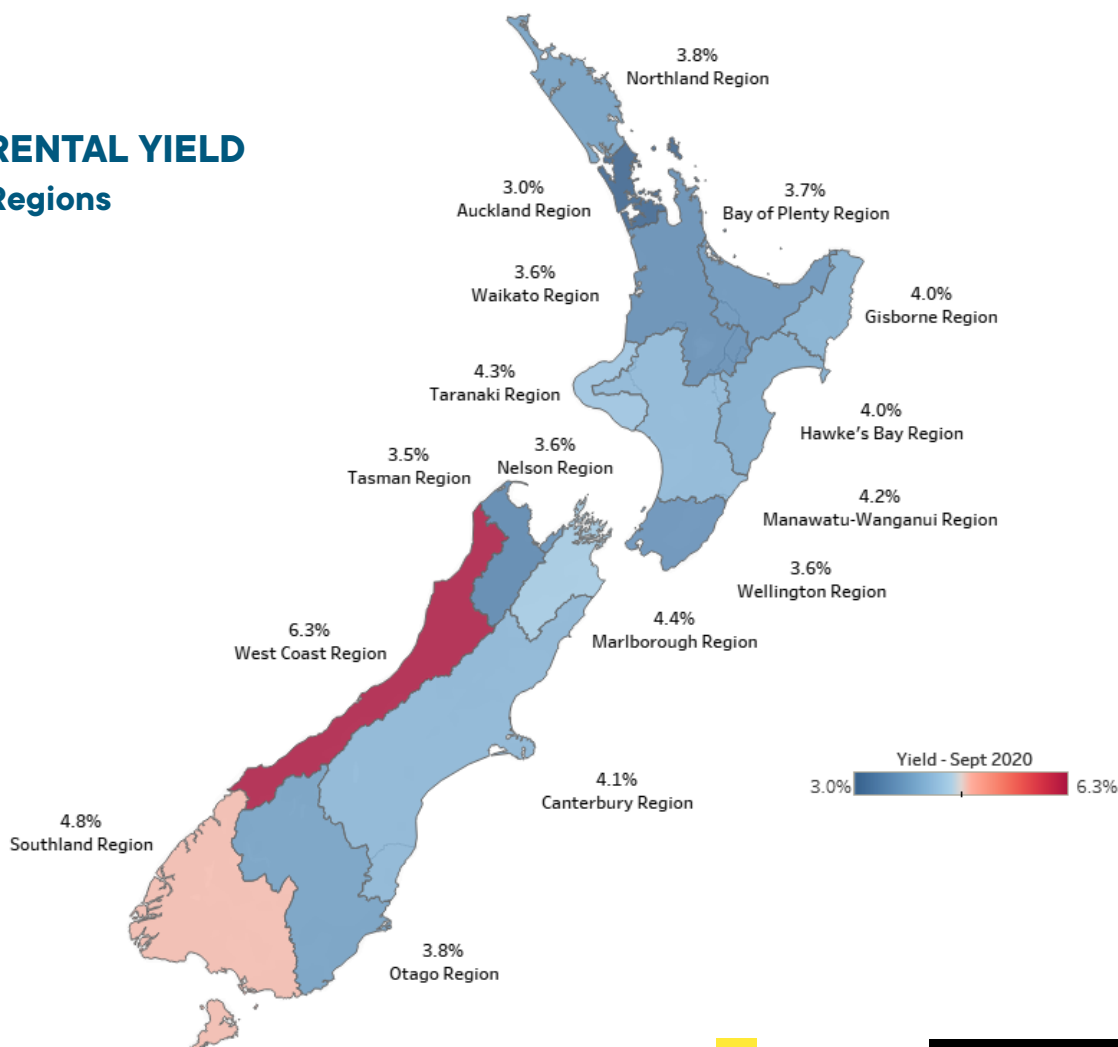 RENTAL YIELD
Regions
3.8%
Northland Region
3.0%
Auckland Region
3.7%
Bay of Plenty Region
3.6%
Waikato Region
4.0%
Gisborne Region
4.3%
Taranaki Region
4.0%
Hawke's Bay Region
3.5%
Tasman Region
3.6%
Nelson Region
4.2%
Manawatu-Wanganui Region
3.6%
Wellington Region
4.4%
Marlborough Region
6.3%
West Coast Region
Yield - Sept 2020
3.0%
6.3%
4.1%
Canterbury Region
4.8%
Southland Region
3.8%
Otago Region